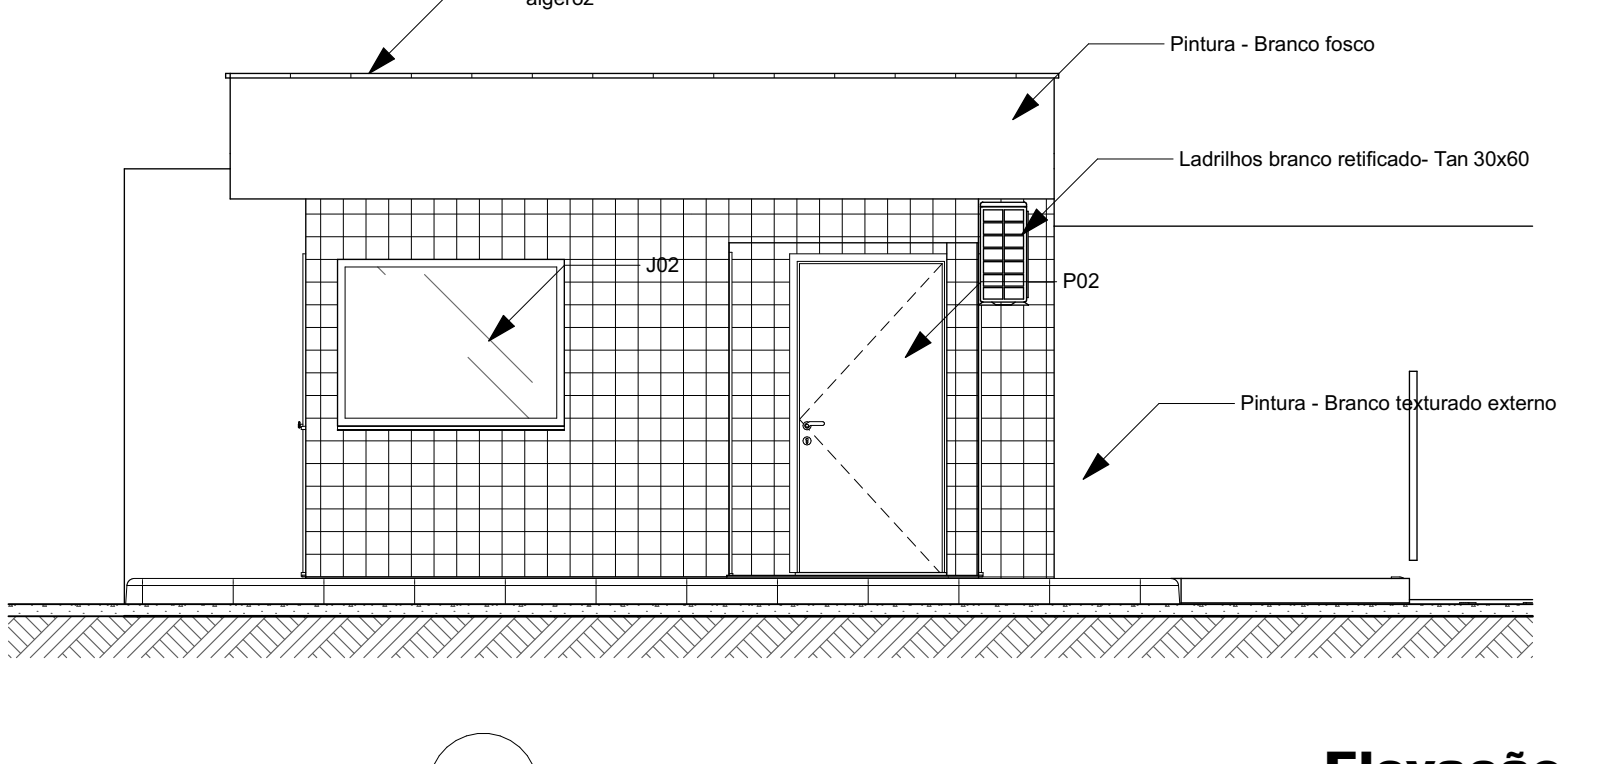 algeroz
Pintura - Branco fosco
Ladrilhos branco retificado- Tan 30x60
J02
P02
Pintura - Branco texturado externo
Elevação